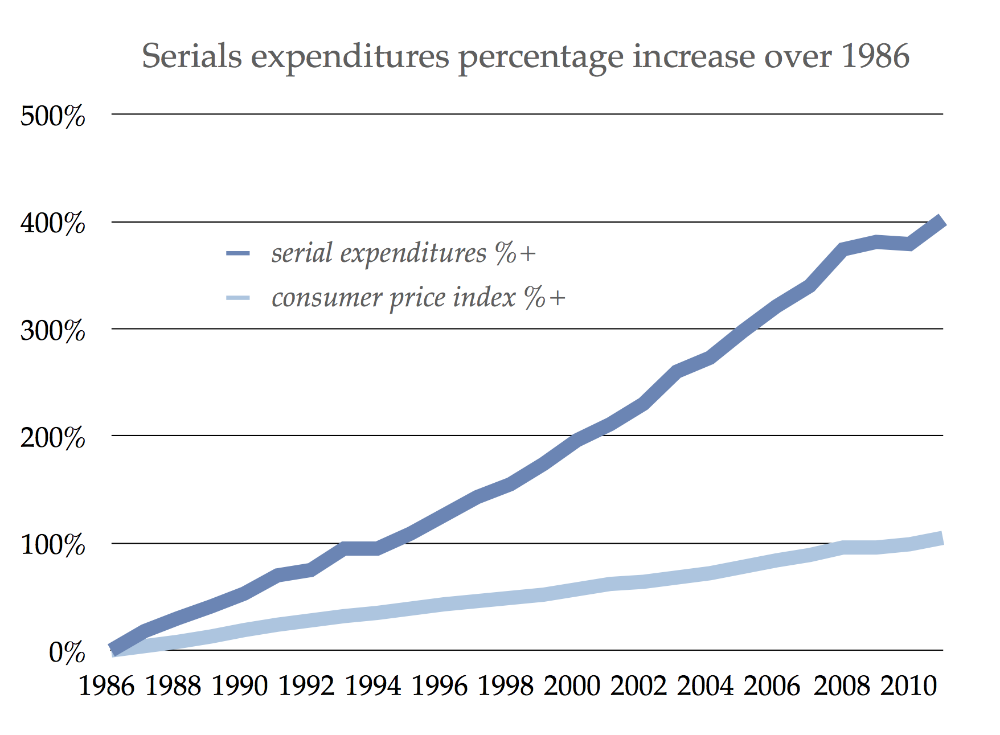 Serials expenditures percentage increase over 1986
500%
400%
serial expenditures %+
consumer price index %+
300%
200%
100%
0%
1986 1988 1990 1992 1994 1996 1998 2000 2002 2004 2006 2008 2010